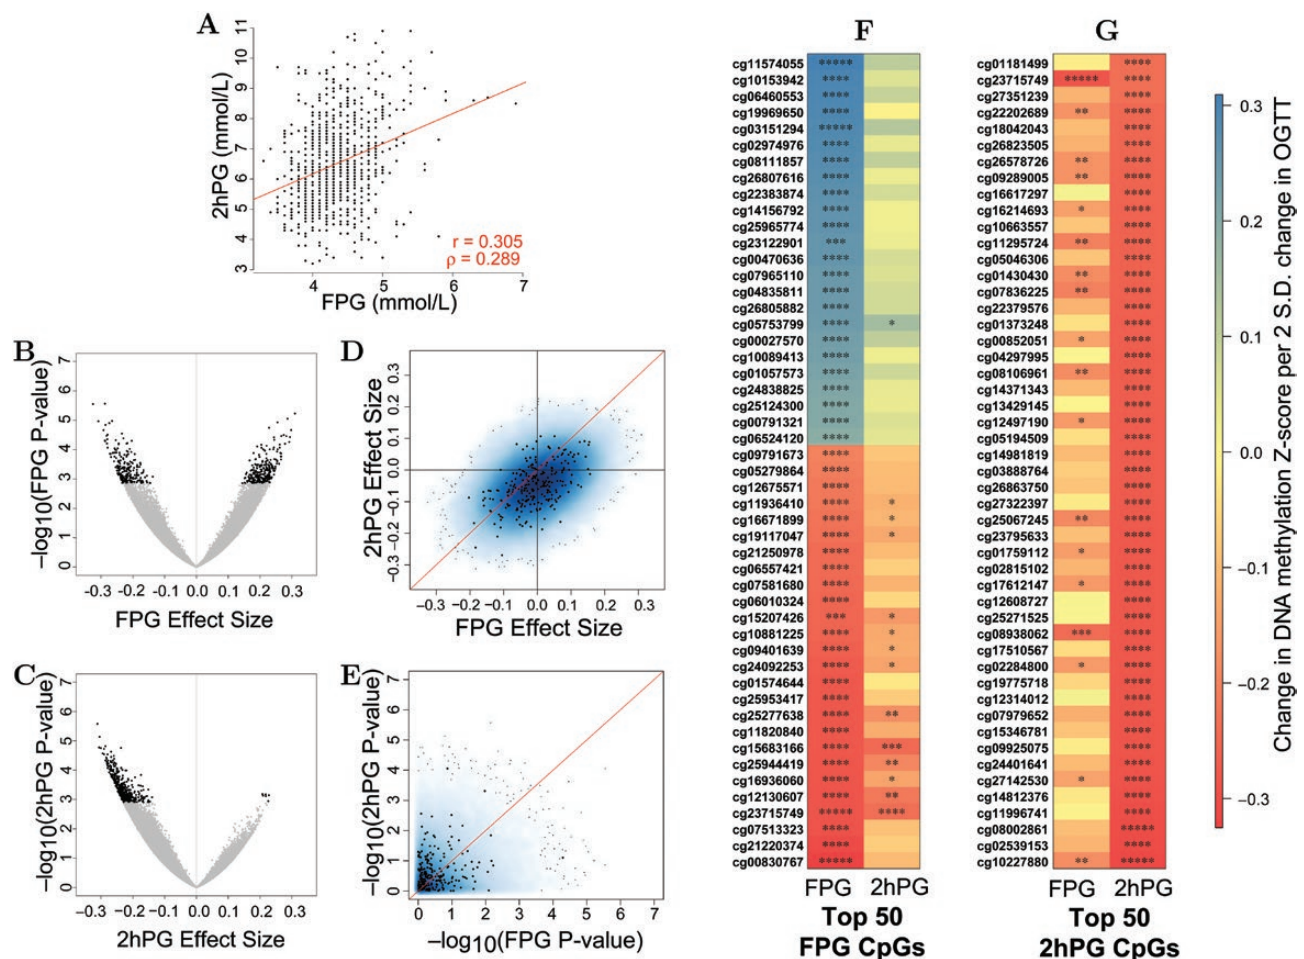 A
2hPG (mmol/L)
11
10
9
8
7
6
5
4
3
r = 0.305
ρ = 0.289
4 5 6 7
FPG (mmol/L)
B
−log10(FPG P-value)
7
6
5
4
3
2
1
0
−0.3 −0.2 −0.1 0.0 0.1 0.2 0.3
FPG Effect Size
D
2hPG Effect Size
0.3
0.2
0.1
0.0
−0.1
−0.2
−0.3
−0.3 −0.2 −0.1 0.0 0.1 0.2 0.3
FPG Effect Size
C
−log10(2hPG P-value)
7
6
5
4
3
2
1
0
−0.3 −0.2 −0.1 0.0 0.1 0.2 0.3
2hPG Effect Size
E
−log10(2hPG P-value)
7
6
5
4
3
2
1
0
0 1 2 3 4 5 6 7
−log10(FPG P-value)
F
cg11574055 *****
cg10153942 ****
cg06460553 ****
cg19969650 ****
cg03151294 *****
cg02974976 ****
cg08111857 ****
cg26807616 ****
cg22383874 ****
cg14156792 ****
cg25965774 ****
cg23122901 ***
cg00470636 ****
cg07965110 ****
cg04835811 ****
cg26805882 ****
cg05753799 **** *
cg00027570 ****
cg10089413 ****
cg01057573 ****
cg24838825 ****
cg25124300 ****
cg00791321 ****
cg06524120 ****
cg09791673 ****
cg05279864 ****
cg12675571 ****
cg11936410 **** *
cg16671899 **** *
cg19117047 **** *
cg21250978 ****
cg06557421 ****
cg07581680 ****
cg06010324 ****
cg15207426 *** *
cg10881225 **** *
cg09401639 **** *
cg24092253 **** *
cg01574644 ****
cg25953417 ****
cg25277638 **** **
cg11820840 ****
cg15683166 **** ***
cg25944419 **** **
cg16936060 **** *
cg12130607 **** **
cg23715749 ***** ****
cg07513323 ****
cg21220374 ****
cg00830767 *****
FPG 2hPG
Top 50
FPG CpGs
G
cg01181499 ****
cg23715749 ***** ****
cg27351239 ****
cg22202689 ** ****
cg18042043 ****
cg26823505 ****
cg26578726 ** ****
cg09289005 ** ****
cg16617297 ****
cg16214693 * ****
cg10663557 ****
cg11295724 ** ****
cg05046306 ****
cg01430430 ** ****
cg07836225 ** ****
cg22379576 ****
cg01373248 ****
cg00852051 * ****
cg04297995 ****
cg08106961 ** ****
cg14371343 ****
cg13429145 ****
cg12497190 * ****
cg05194509 ****
cg14981819 ****
cg03888764 ****
cg26863750 ****
cg27322397 ****
cg25067245 ** ****
cg23795633 ****
cg01759112 * ****
cg02815102 ****
cg17612147 * ****
cg12608727 ****
cg25271525 ****
cg08938062 *** ****
cg17510567 ****
cg02284800 * ****
cg19775718 ****
cg12314012 ****
cg07979652 ****
cg15346781 ****
cg09925075 ****
cg24401641 ****
cg27142530 * ****
cg14812376 ****
cg11996741 ****
cg08002861 *****
cg02539153 ****
cg10227880 ** *****
FPG 2hPG
Top 50
2hPG CpGs
0.3
0.2
0.1
0.0
−0.1
−0.2
−0.3
Change in DNA methylation Z-score per 2 S.D. change in OGTT